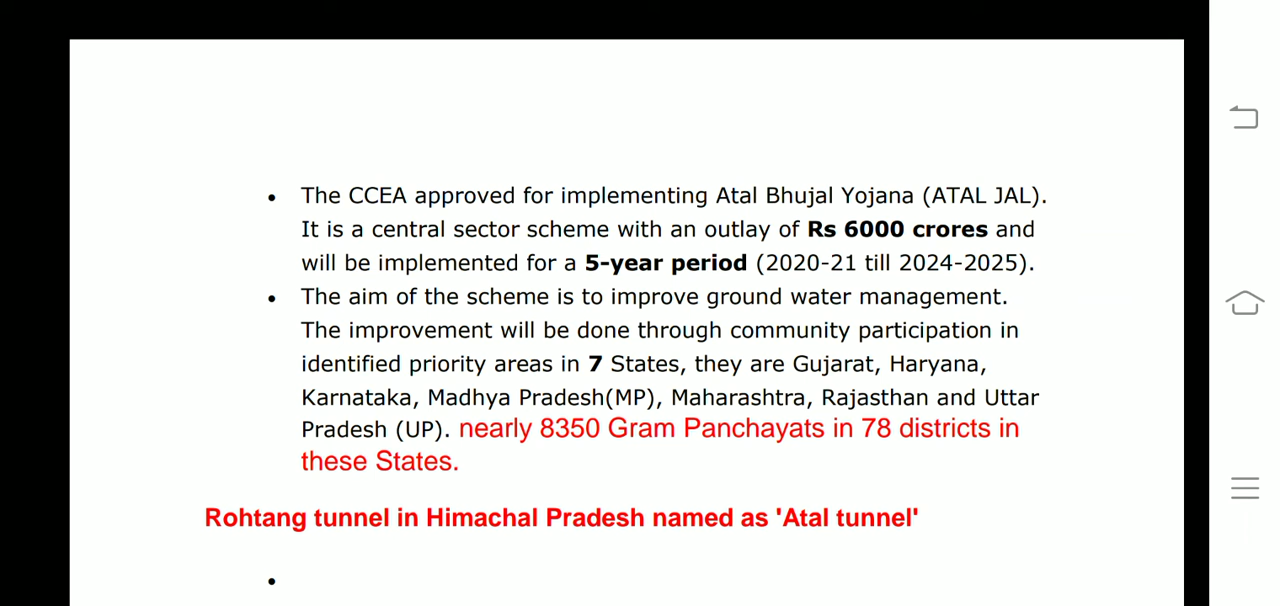 • The CCEA approved for implementing Atal Bhujal Yojana (ATAL JAL).
It is a central sector scheme with an outlay of Rs 6000 crores and
will be implemented for a 5-year period (2020-21 till 2024-2025).
• The aim of the scheme is to improve ground water management.
The improvement will be done through community participation in
identified priority areas in 7 States, they are Gujarat, Haryana,
Karnataka, Madhya Pradesh(MP), Maharashtra, Rajasthan and Uttar
Pradesh (UP). nearly 8350 Gram Panchayats in 78 districts in
these States.
Rohtang tunnel in Himachal Pradesh named as 'Atal tunnel'
•